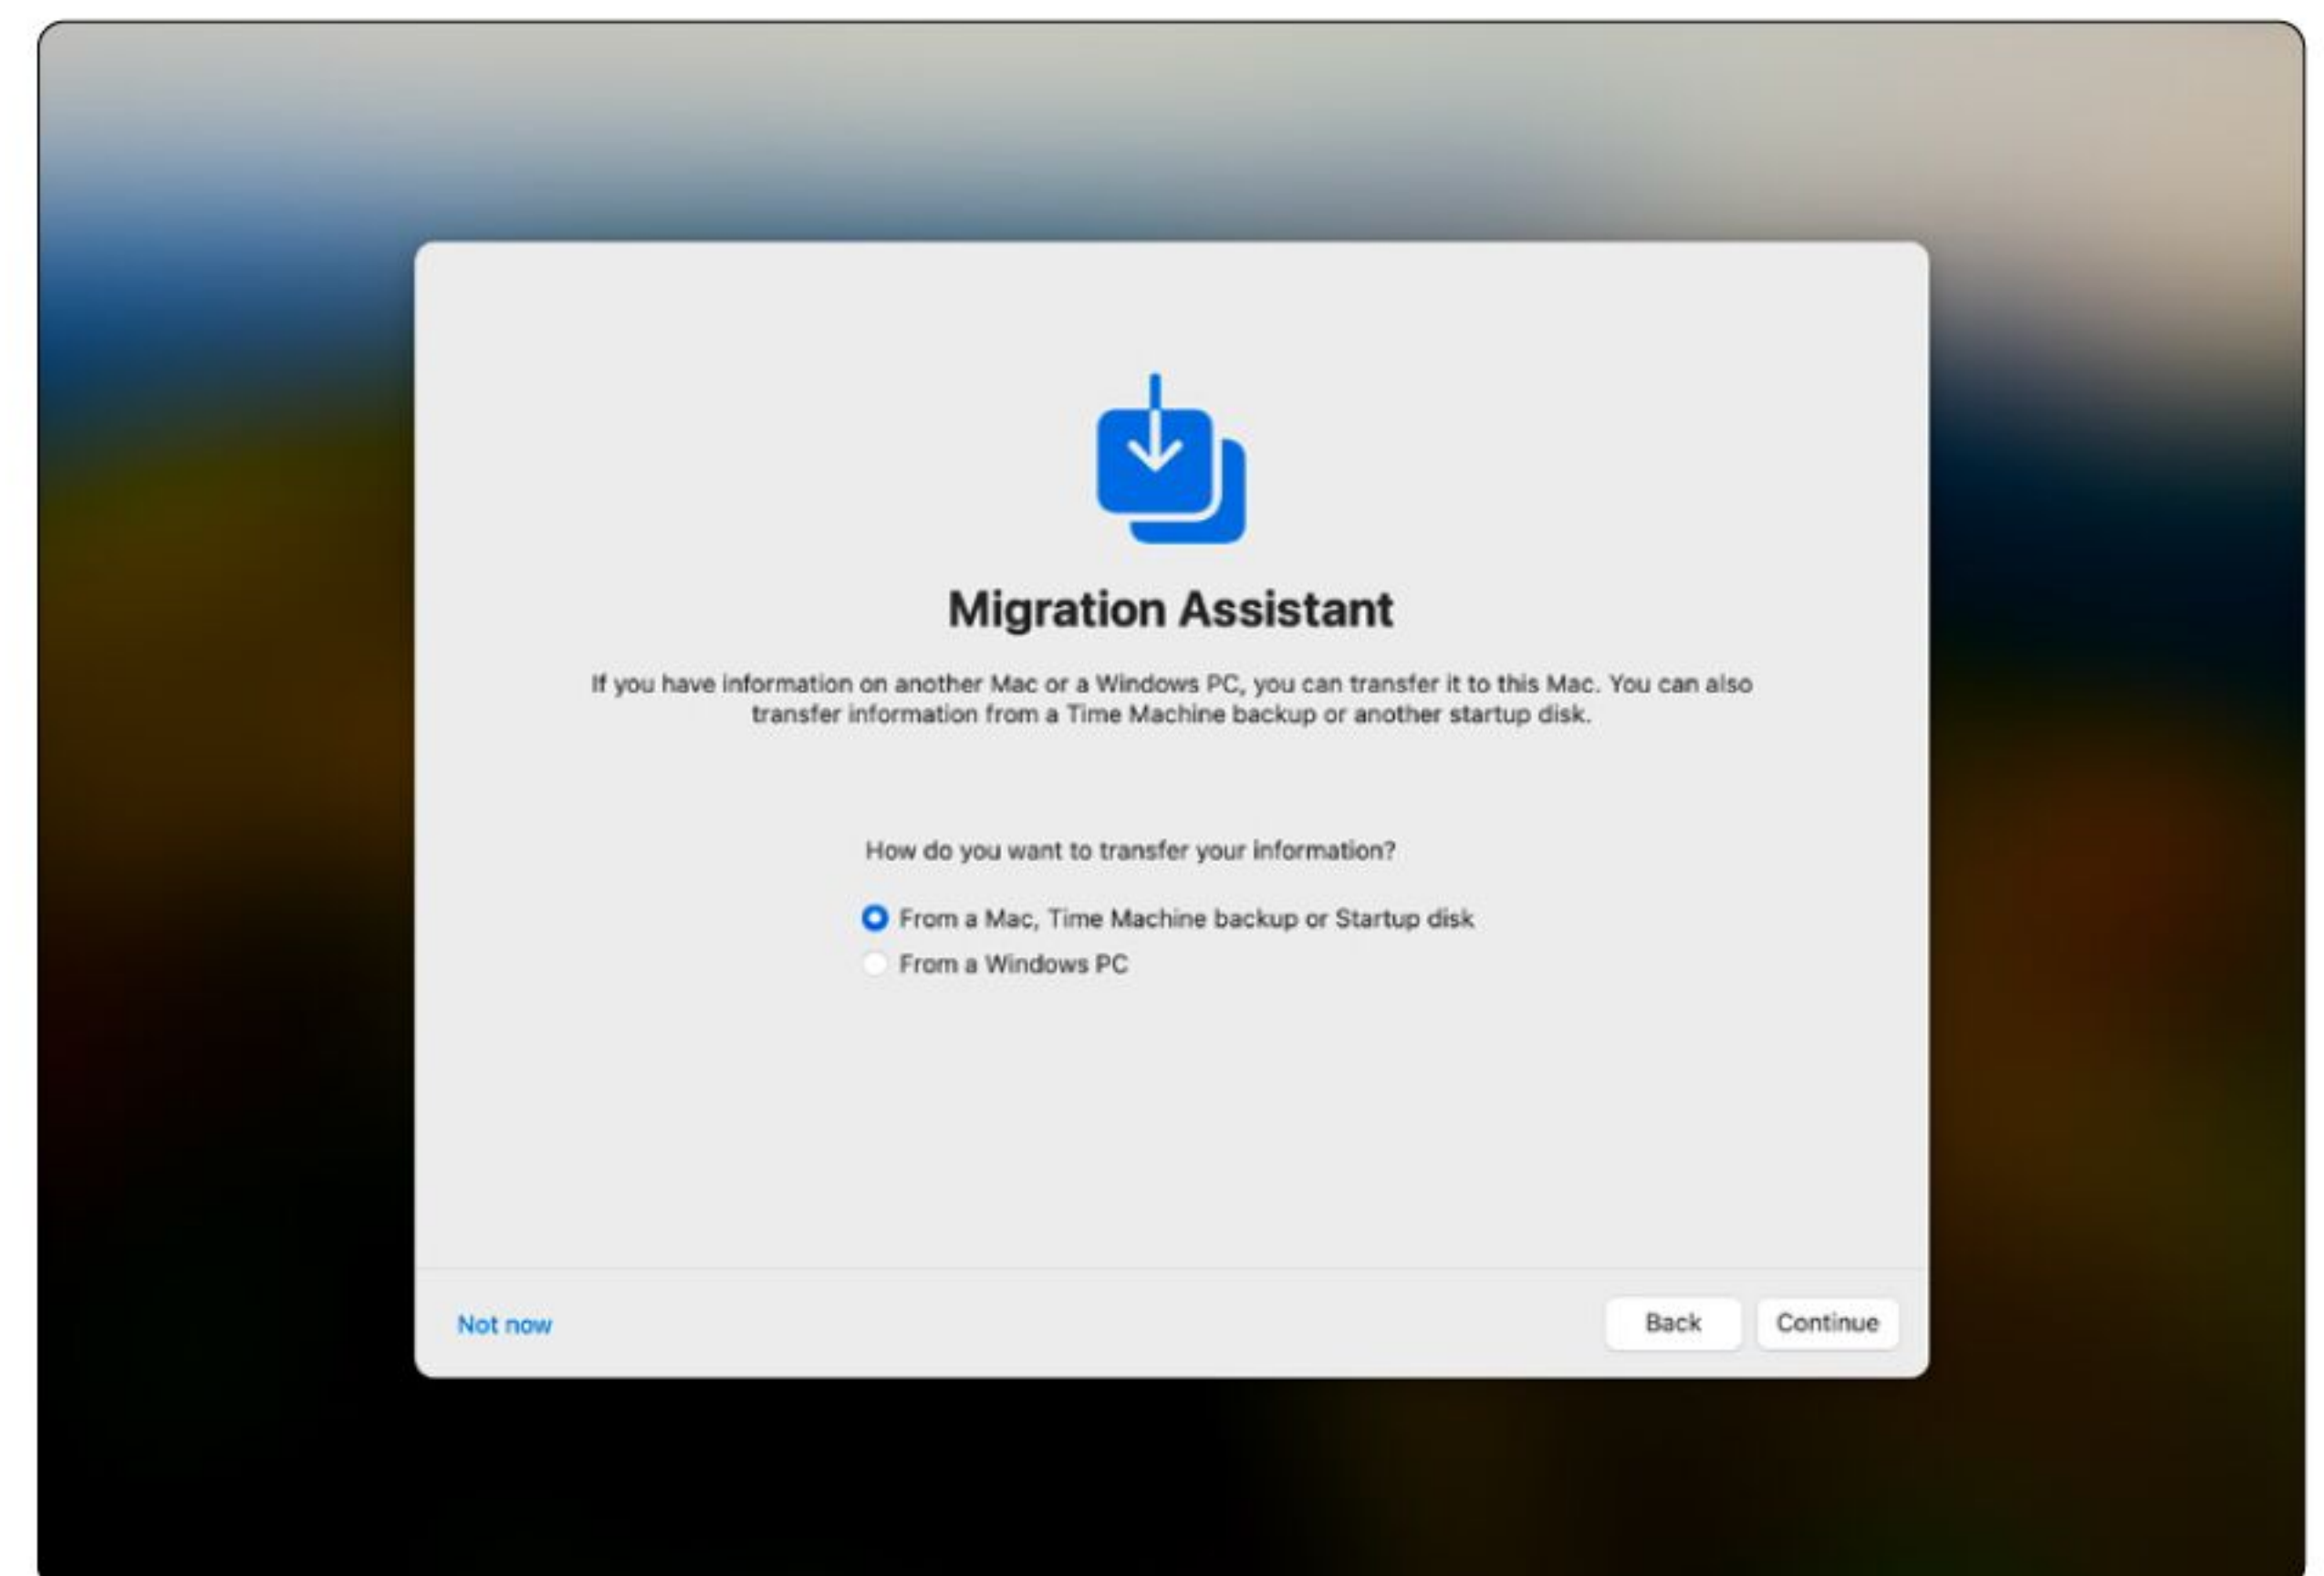 Migration Assistant
If you have information on another Mac or a Windows PC, you can transfer it to this Mac. You can also
transfer information from a Time Machine backup or another startup disk.
How do you want to transfer your information?
From a Mac, Time Machine backup or Startup disk
From a Windows PC
Not now
Back
Continue